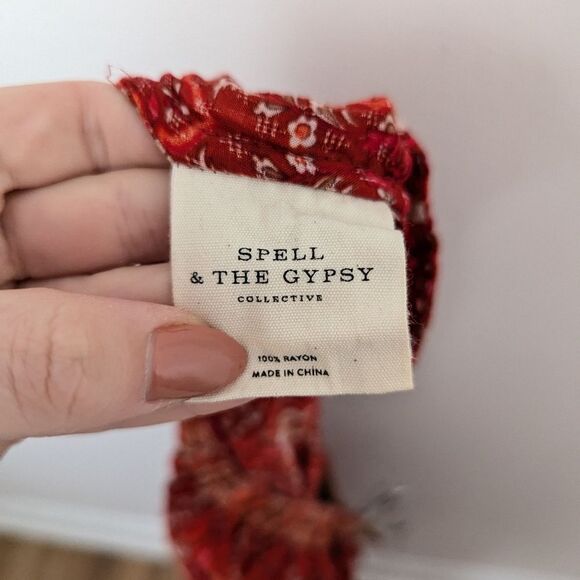 SPELL
& THE GYPSY
COLLECTIVE
100% RAYON
MADE IN CHINA